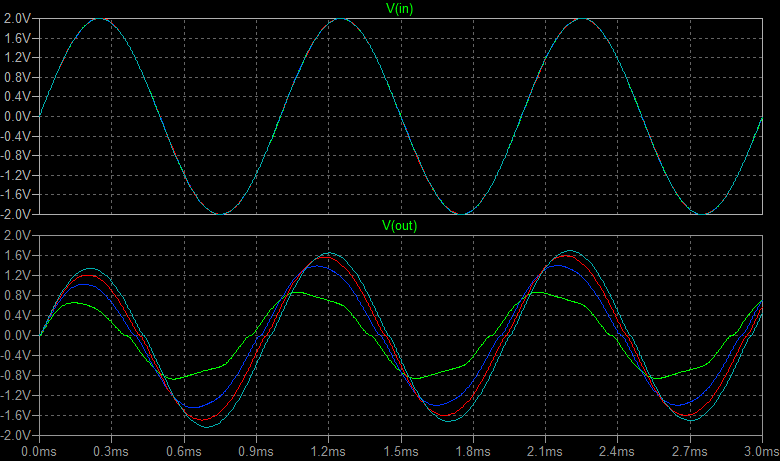 V(in)
2.0V
1.6V
1.2V
0.8V
0.4V
0.0V
-0.4V
-0.8V
-1.2V
-1.6V
-2.0V
V(out)
2.0V
1.6V
1.2V
0.8V
0.4V
0.0V
-0.4V
-0.8V
-1.2V
-1.6V
-2.0V
0.0ms 0.3ms 0.6ms 0.9ms 1.2ms 1.5ms 1.8ms 2.1ms 2.4ms 2.7ms 3.0ms